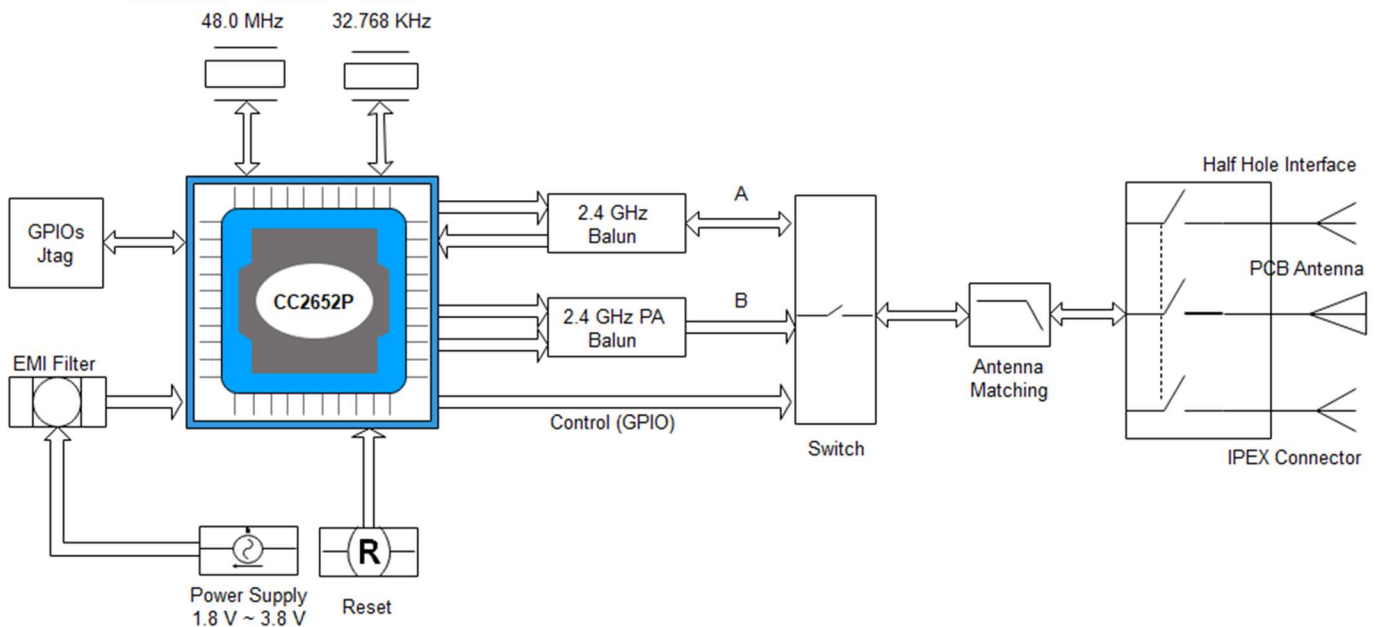 48.0 MHz
32.768 KHz
Half Hole Interface
GPIOs
Jtag
2.4 GHz
Balun
A
PCB Antenna
CC2652P
2.4 GHz PA
Balun
B
EMI Filter
Antenna
Matching
Control (GPIO)
Switch
IPEX Connector
R
Power Supply
1.8 V ~ 3.8 V
Reset